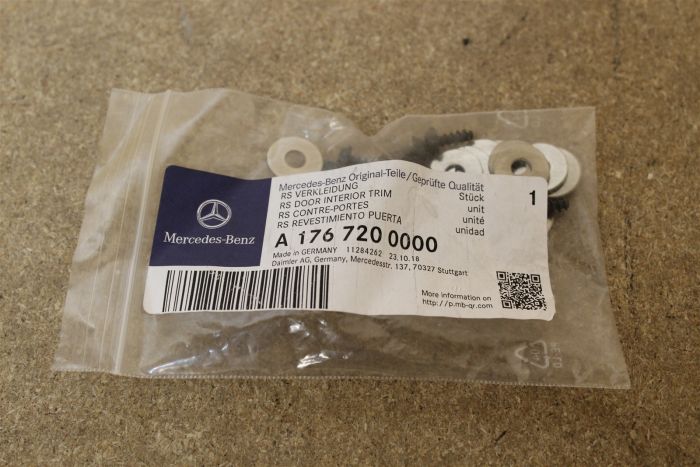 Mercedes-Benz Original-Teile/Geprüfte Qualität
RS VERKLEIDUNG Stück 1
RS DOOR INTERIOR TRIM unit
RS CONTRE-PORTES unité
RS REVESTIMIENTO PUERTA unidad
Mercedes-Benz
A 176 720 0000
Made in GERMANY 11284262 23.10.18
Daimler AG, Germany, Mercedesstr. 137, 70327 Stuttgart
More information on
http://p.mb-qr.com